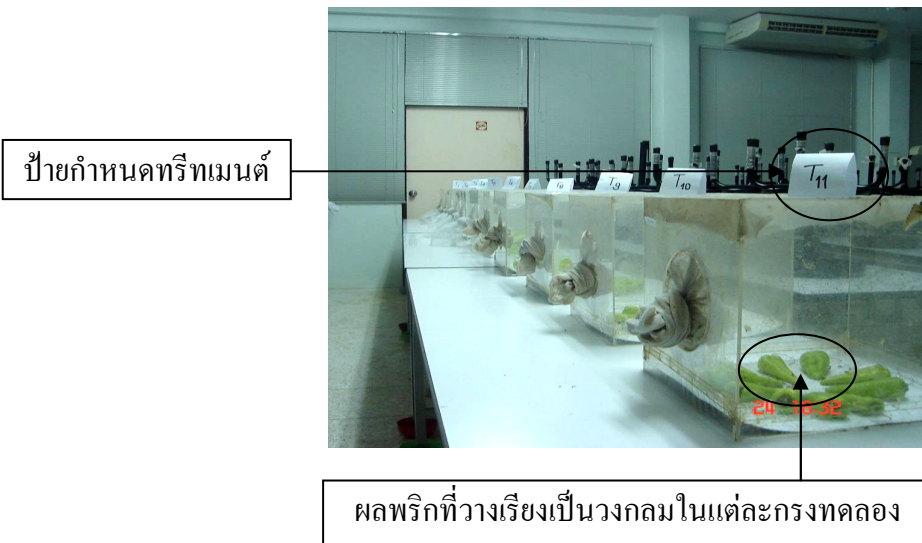 ป้ายกำหนดทรีทเมนต์
T9
T10
T11
24 16:32
ผลพริกที่วางเรียงเป็นวงกลมในแต่ละกรงทดลอง